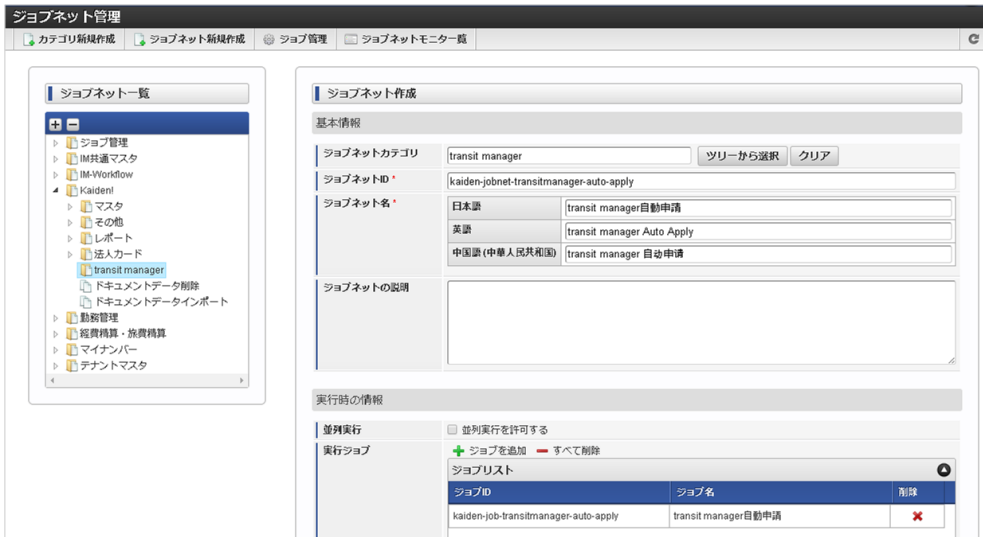 ジョブネット管理
カテゴリ新規作成 ジョブネット新規作成 ジョブ管理 ジョブネットモニター覧
ジョブネット一覧
ジョブ管理
IM共通マスタ
IM-Workflow
Kaiden!
マスタ
その他
レポート
法人カード
transit manager
ドキュメントデータ削除
ドキュメントデータインポート
勤務管理
経費精算・旅費精算
マイナンバー
テナントマスタ
ジョブネット作成
基本情報
ジョブネットカテゴリ transit manager ツリーから選択 クリア
ジョブネットID * kaiden-jobnet-transitmanager-auto-apply
ジョブネット名 * 日本語 transit manager自動申請
英語 transit manager Auto Apply
中国語 (中華人民共和国) transit manager 自动申请
ジョブネットの説明
実行時の情報
並列実行 並列実行を許可する
実行ジョブ ジョブを追加 すべて削除
ジョブリスト
ジョブID ジョブ名 削除
kaiden-job-transitmanager-auto-apply transit manager自動申請